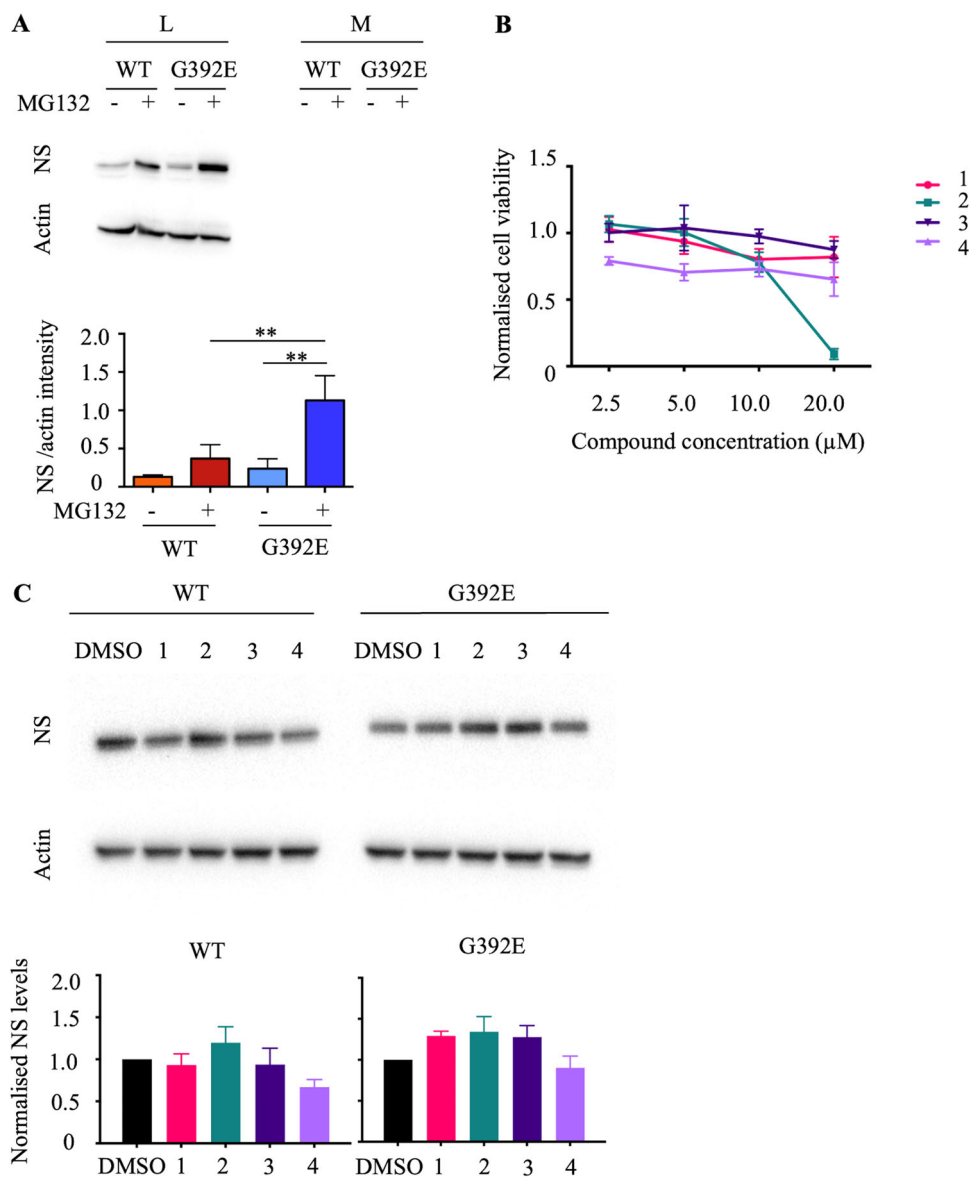 A
L M
WT G392E WT G392E
MG132 - + - + - + - +
NS
Actin
NS /actin intensity
2.0
1.5
1.0
0.5
0
**
**
MG132 - + - +
WT G392E
B
Normalised cell viability
1.5
1.0
0.5
0
2.5 5.0 10.0 20.0
Compound concentration (µM)
1
2
3
4
C
WT G392E
DMSO 1 2 3 4 DMSO 1 2 3 4
NS
Actin
WT G392E
Normalised NS levels
2.0
1.5
1.0
0.5
0
DMSO 1 2 3 4 DMSO 1 2 3 4